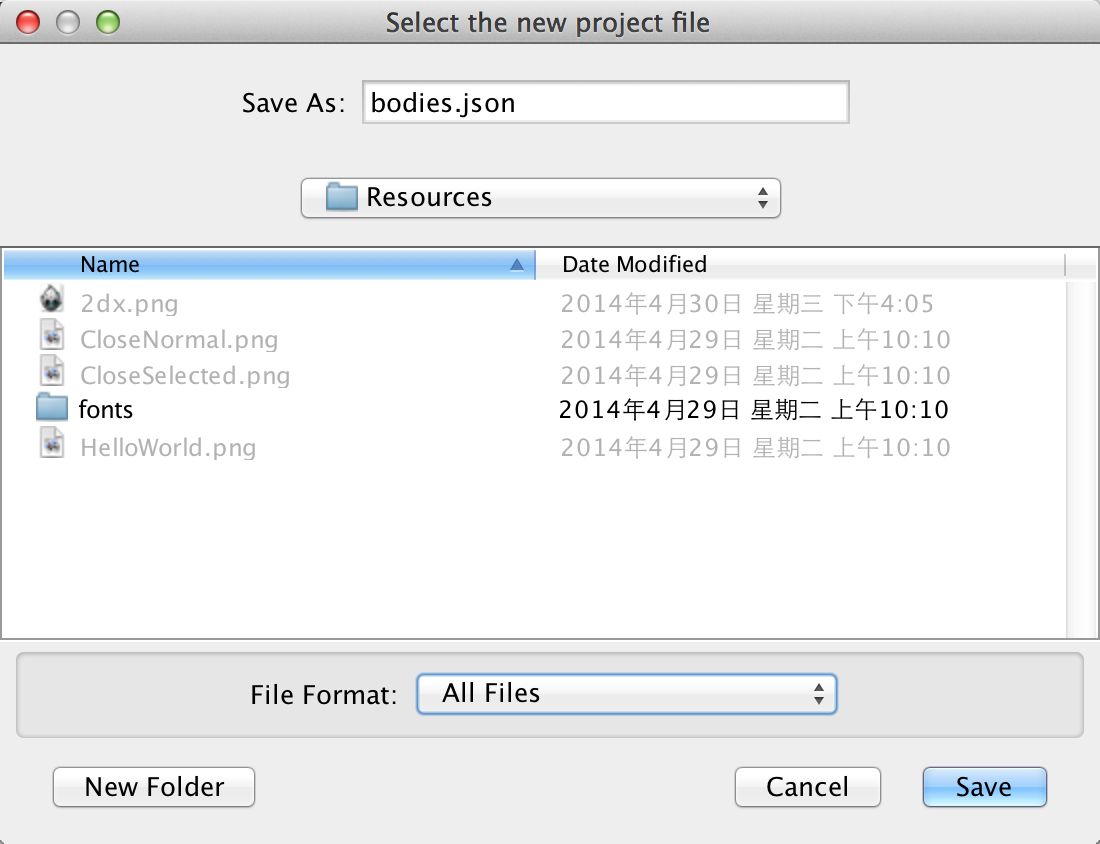 Select the new project file
Save As: bodies.json
Resources
Name Date Modified
2dx.png 2014年4月30日 星期三 下午4:05
CloseNormal.png 2014年4月29日 星期二 上午10:10
CloseSelected.png 2014年4月29日 星期二 上午10:10
fonts 2014年4月29日 星期二 上午10:10
HelloWorld.png 2014年4月29日 星期二 上午10:10
File Format: All Files
New Folder Cancel Save